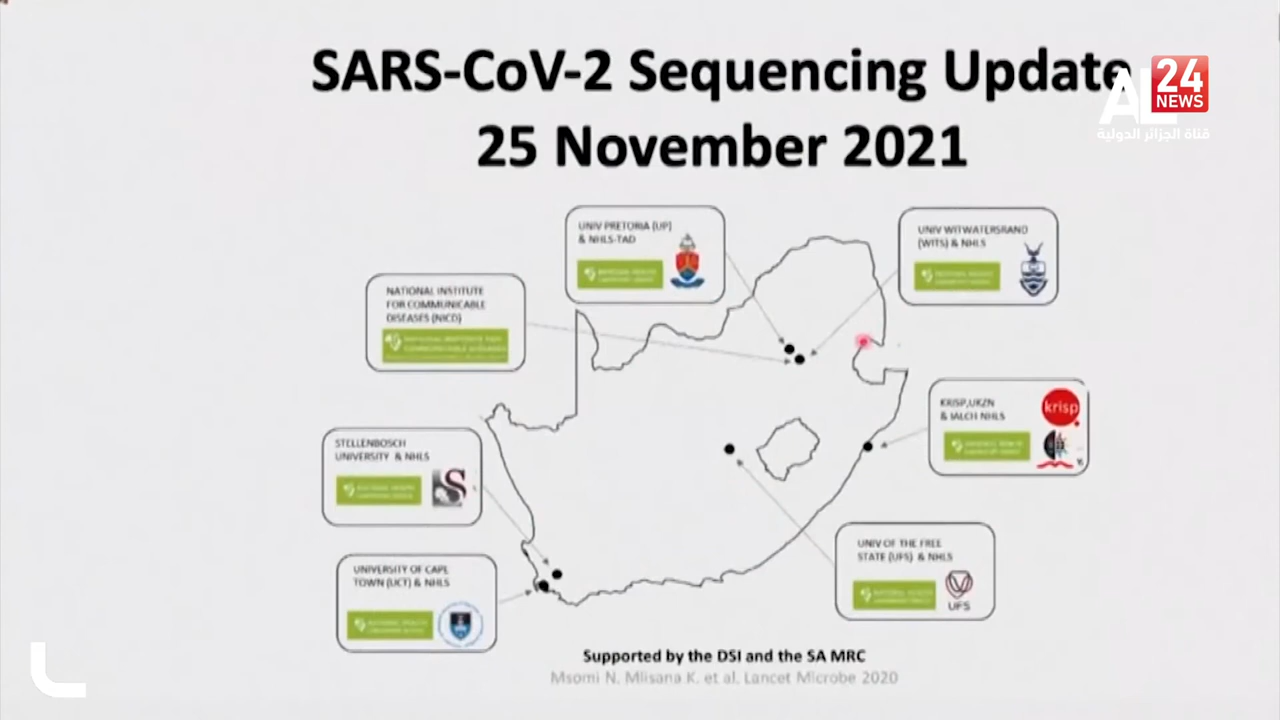 SARS-CoV-2 Sequencing Update
25 November 2021
AL
24
NEWS
قناة الجزائر الدولية
UNIV PRETORIA (UP)
& NHLS-TAD
UNIV WITWATERSRAND
(WITS) & NHLS
NATIONAL INSTITUTE
FOR COMMUNICABLE
DISEASES (NICD)
KRISP,UKZN
& IALCH NHLS
krisp
STELLENBOSCH
UNIVERSITY & NHLS
S
UNIV OF THE FREE
STATE (UFS) & NHLS
UFS
UNIVERSITY OF CAPE
TOWN (UCT) & NHLS
Supported by the DSI and the SA MRC
Msomi N. Mlisana K. et al. Lancet Microbe 2020